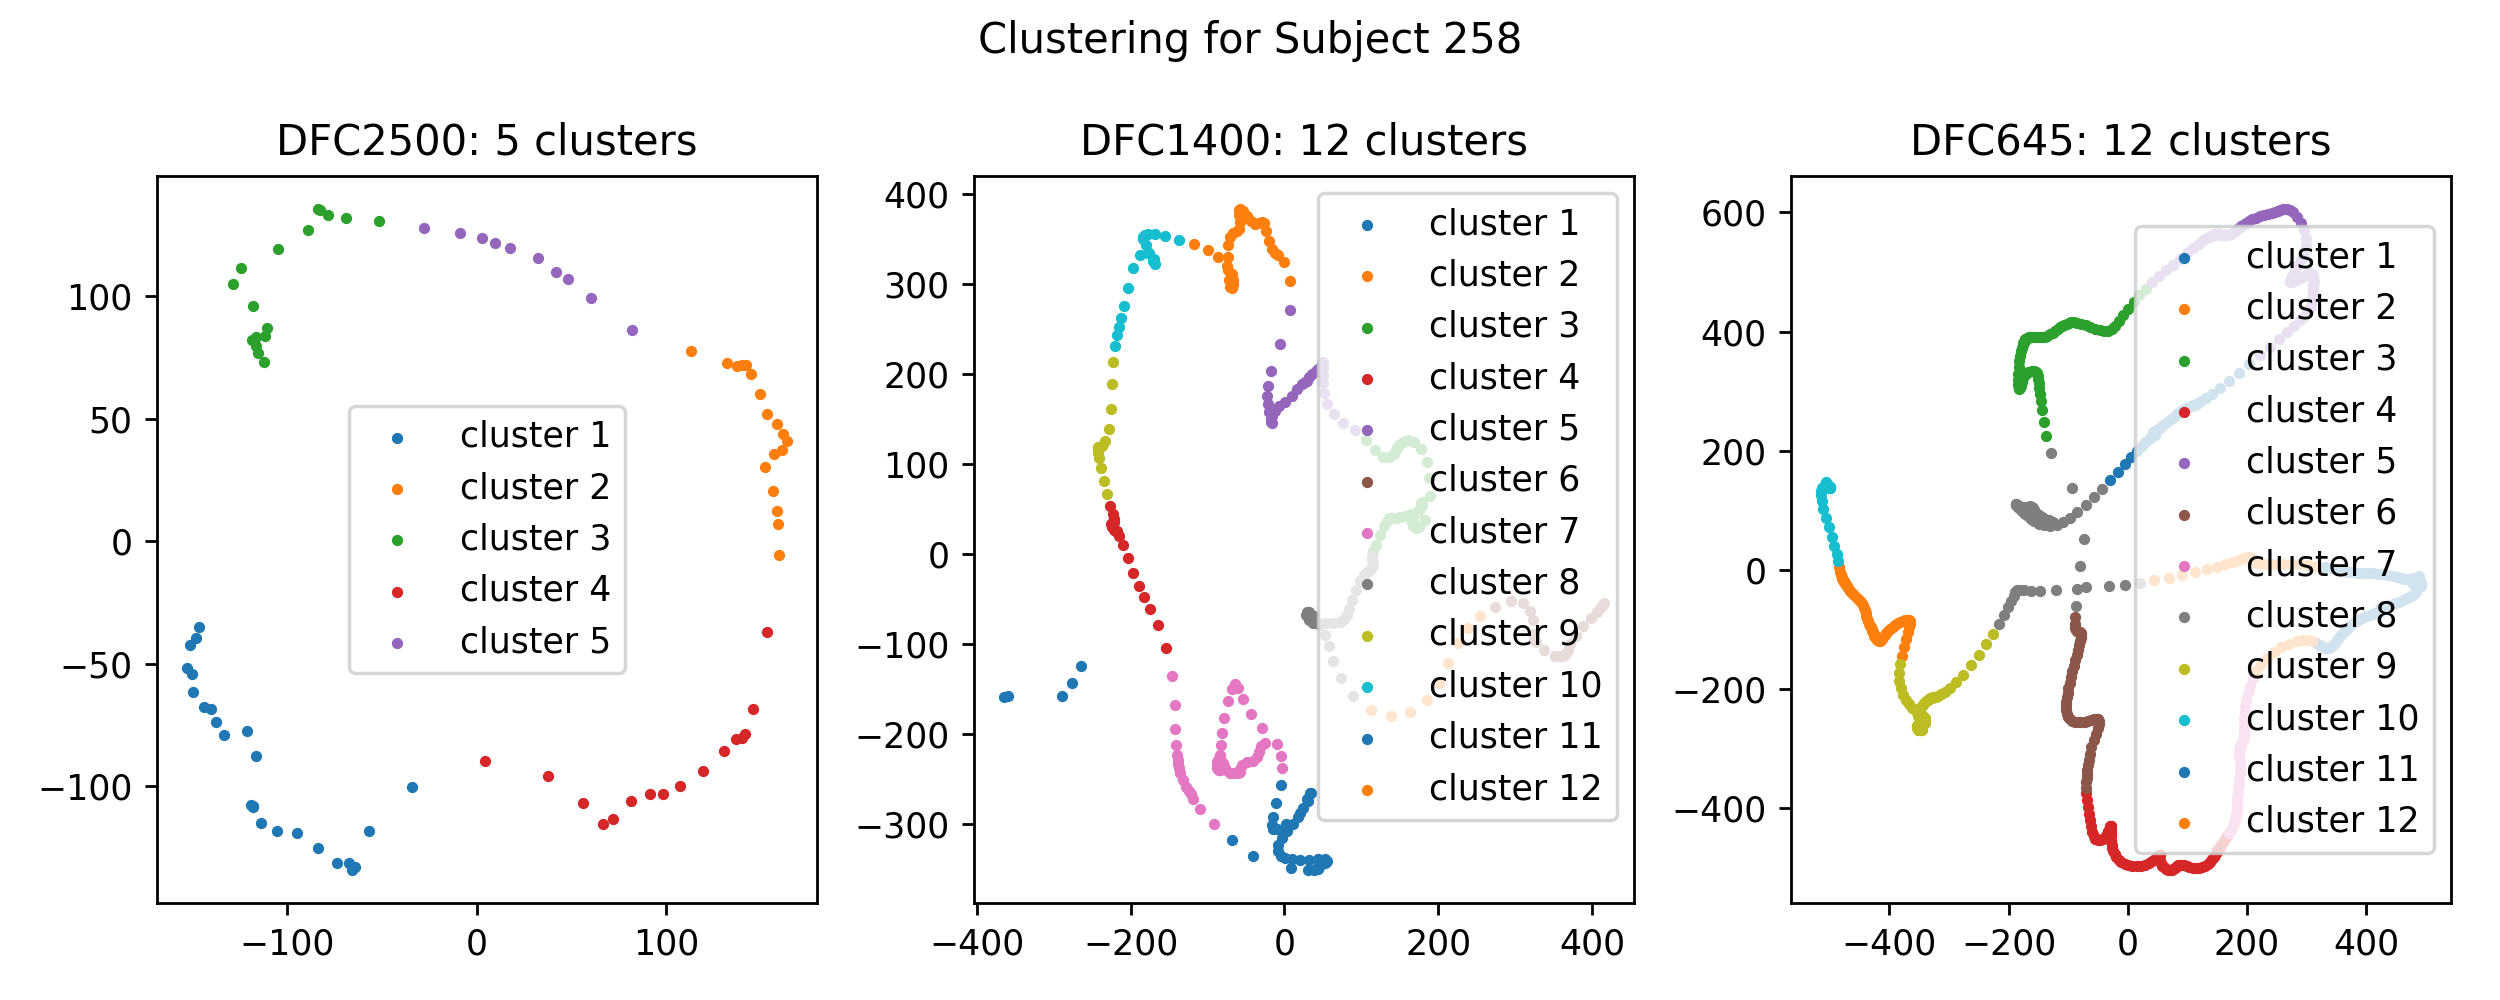 Clustering for Subject 258
DFC2500: 5 clusters
100
50
0
−50
−100
−100
0
100
cluster 1
cluster 2
cluster 3
cluster 4
cluster 5
DFC1400: 12 clusters
400
300
200
100
0
−100
−200
−300
−400
−200
0
200
400
cluster 1
cluster 2
cluster 3
cluster 4
cluster 5
cluster 6
cluster 7
cluster 8
cluster 9
cluster 10
cluster 11
cluster 12
DFC645: 12 clusters
600
400
200
0
−200
−400
−400
−200
0
200
400
cluster 1
cluster 2
cluster 3
cluster 4
cluster 5
cluster 6
cluster 7
cluster 8
cluster 9
cluster 10
cluster 11
cluster 12